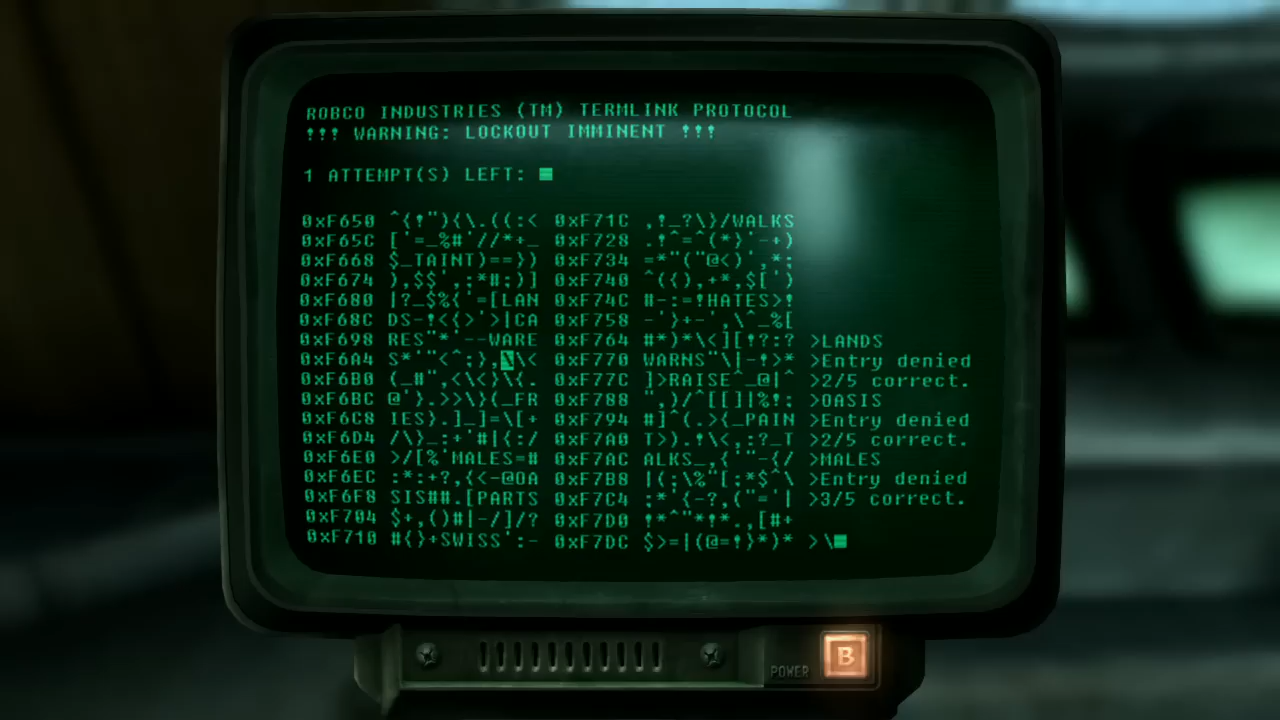 ROBCO INDUSTRIES (TM) TERMLINK PROTOCOL
!!! WARNING: LOCKOUT IMMINENT !!!
1 ATTEMPT(S) LEFT:
0xF650 ^{!"){\.((:< 0xF71C ,!_?\}/WALKS
0xF65C ['=_%#'//*+_ 0xF728 .!^=^(*}'-+)
0xF668 $_TAINT)==}) 0xF734 =*"("@<)',*;
0xF674 ),$$',;*#;)] 0xF740 ^({),+*,$[')
0xF680 |?_$%{'=[LAN 0xF74C #-:=!HATES>!
0xF68C DS-!<{>'>|CA 0xF758 -'}+-',\^_%[
0xF698 RES"*'--WARE 0xF764 #*)*\<][!?:? >LANDS
0xF6A4 S*'"<^;},\\< 0xF770 WARNS"\|-!>* >Entry denied
0xF6B0 (_#",<\<}\{. 0xF77C ]>RAISE^_@|^ >2/5 correct.
0xF6BC @'}.>>\}(_FR 0xF788 ",)/^[[]|%!: >OASIS
0xF6C8 IES}.]_]=\[+ 0xF794 #]^(.>{_PAIN >Entry denied
0xF6D4 /\}_:+'#|{:/ 0xF7A0 T>).!\<,:?_T >2/5 correct.
0xF6E0 >/[%'MALES=# 0xF7AC ALKS_,{'"-{/ >MALES
0xF6EC :*:+?,{<-@OA 0xF7B8 |(;\%"[;*$^\ >Entry denied
0xF6F8 SIS##.[PARTS 0xF7C4 ;*'{-?,("='| >3/5 correct.
0xF704 $+,()#|-/]/? 0xF7D0 !*^"*!*.,[#+
0xF710 #{}+SWISS':- 0xF7DC $>=|(@=!}*)* >\
POWER
B